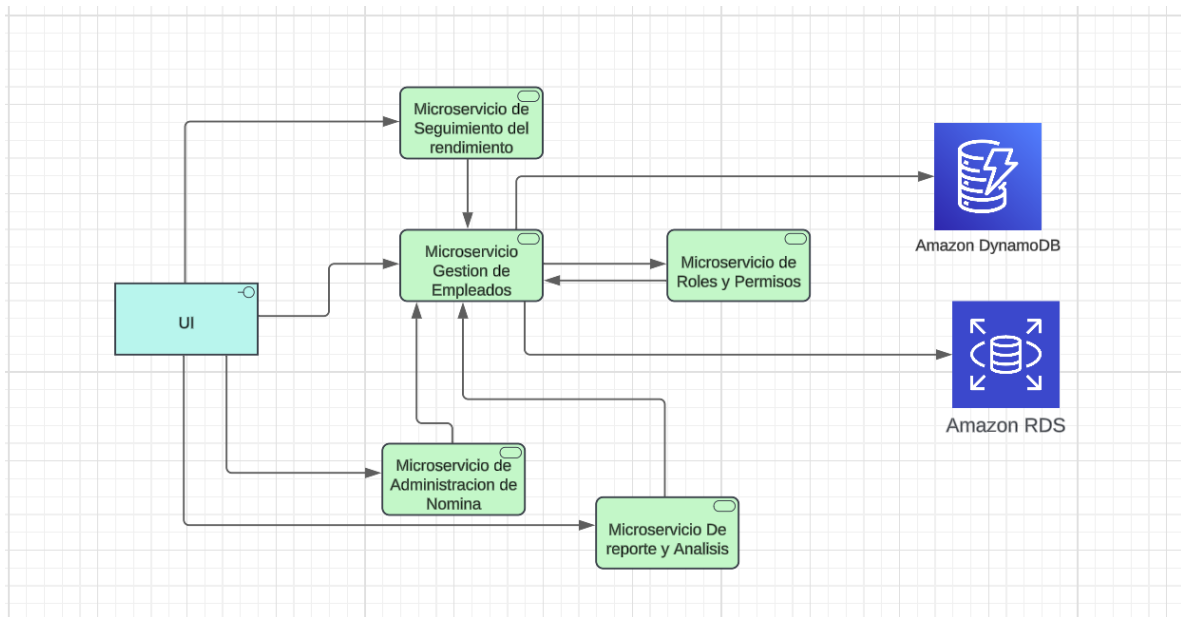 Microservicio de
Seguimiento del
rendimiento
Amazon DynamoDB
Microservicio
Gestion de
Empleados
Microservicio de
Roles y Permisos
UI
Amazon RDS
Microservicio de
Administracion de
Nomina
Microservicio De
reporte y Analisis